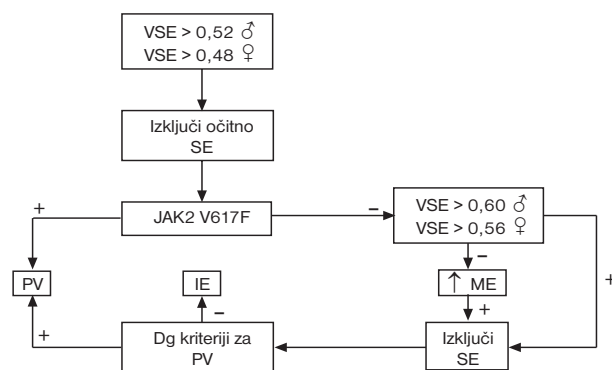 VSE > 0,52 ♂
VSE > 0,48 ♀
Izključi očitno
SE
JAK2 V617F
+
–
VSE > 0,60 ♂
VSE > 0,56 ♀
–
+
PV
IE
↑ ME
+
–
+
Dg kriteriji za
PV
Izključi
SE